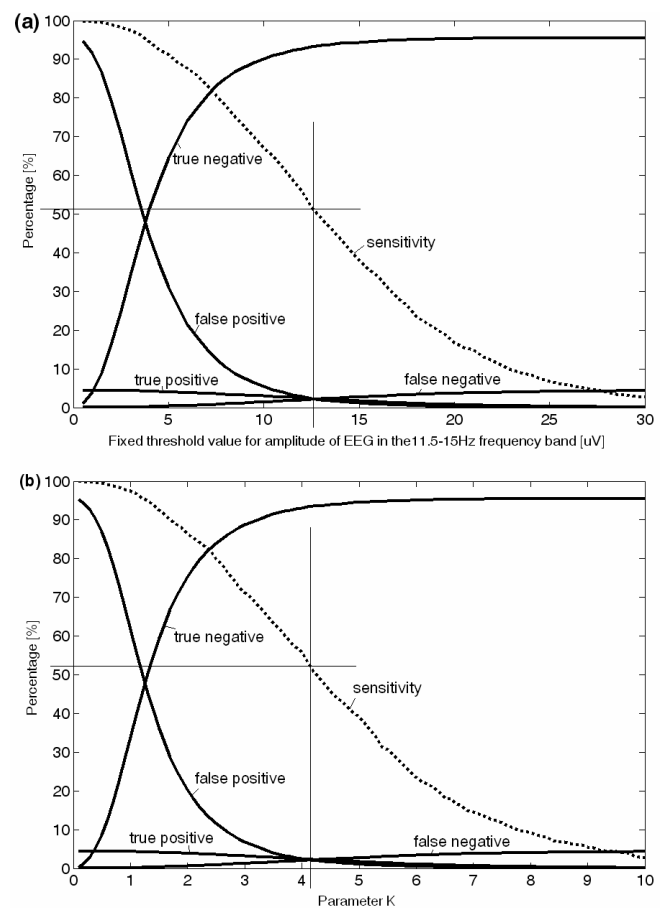 (a)
Percentage [%]
100
90
80
70
60
50
40
30
20
10
0
true negative
sensitivity
false positive
true positive
false negative
0 5 10 15 20 25 30
Fixed threshold value for amplitude of EEG in the11.5-15Hz frequency band [uV]
(b)
Percentage [%]
100
90
80
70
60
50
40
30
20
10
0
true negative
sensitivity
false positive
true positive
false negative
0 1 2 3 4 5 6 7 8 9 10
Parameter K